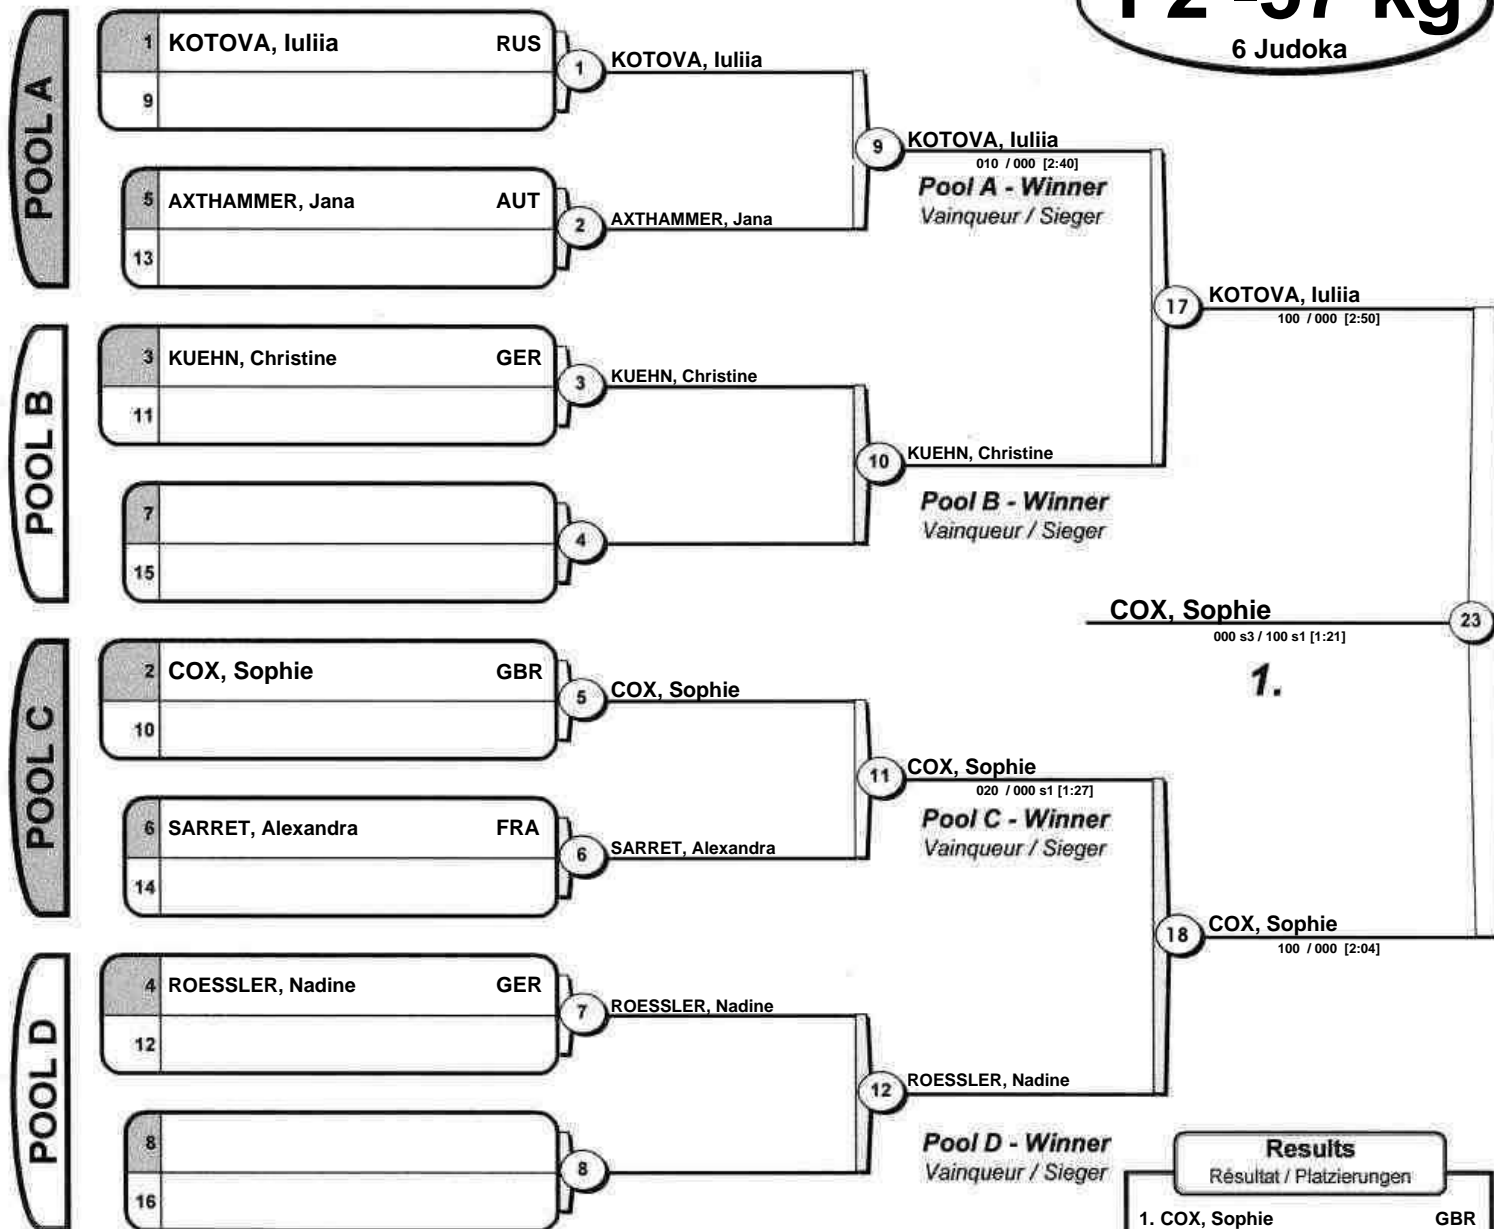 F2 -57 kg
6 Judoka
POOL A
1 KOTOVA, Iuliia RUS
9
1 KOTOVA, Iuliia
5 AXTHAMMER, Jana AUT
13
2 AXTHAMMER, Jana
9 KOTOVA, Iuliia
010 / 000 [2:40]
Pool A - Winner
Vainqueur / Sieger
POOL B
3 KUEHN, Christine GER
11
3 KUEHN, Christine
7
15
4
10 KUEHN, Christine
Pool B - Winner
Vainqueur / Sieger
17 KOTOVA, Iuliia
100 / 000 [2:50]
COX, Sophie 23
000 s3 / 100 s1 [1:21]
1.
POOL C
2 COX, Sophie GBR
10
5 COX, Sophie
6 SARRET, Alexandra FRA
14
6 SARRET, Alexandra
11 COX, Sophie
020 / 000 s1 [1:27]
Pool C - Winner
Vainqueur / Sieger
18 COX, Sophie
100 / 000 [2:04]
POOL D
4 ROESSLER, Nadine GER
12
7 ROESSLER, Nadine
8
16
8
12 ROESSLER, Nadine
Pool D - Winner
Vainqueur / Sieger
Results
Résultat / Platzierungen
1. COX, Sophie GBR